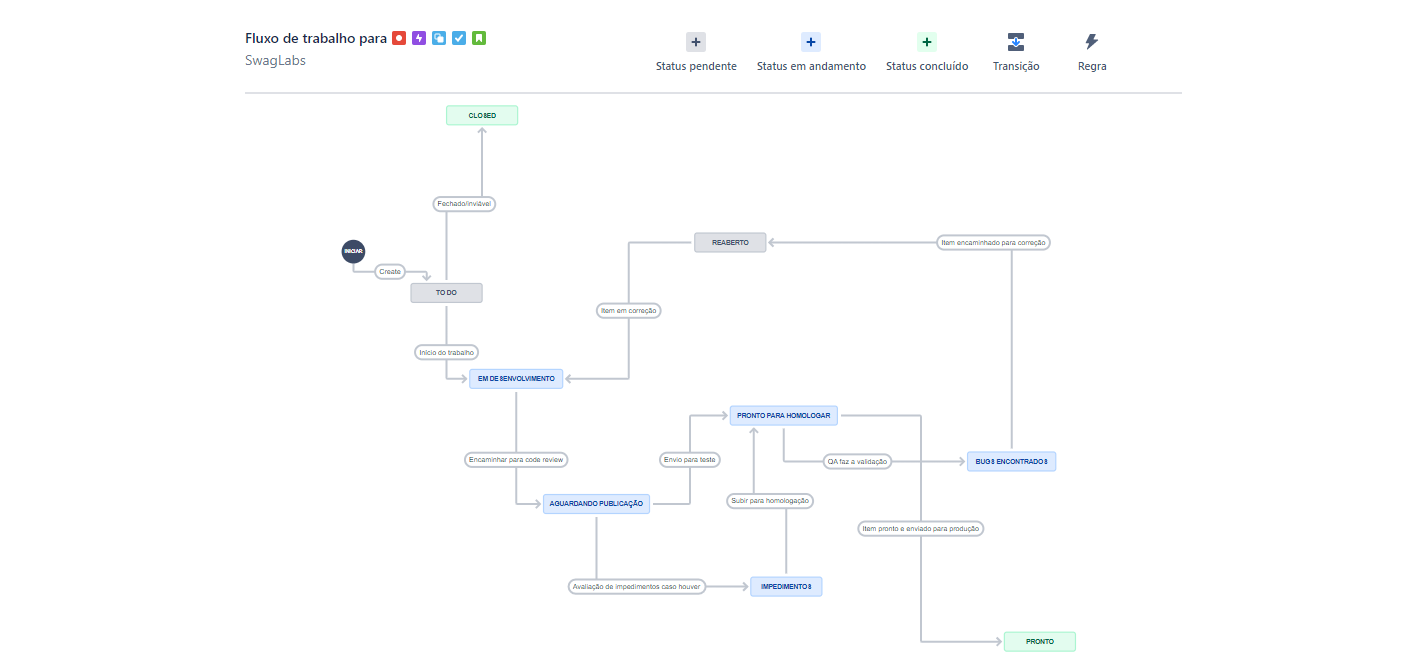 Fluxo de trabalho para
SwagLabs
Status pendente
Status em andamento
Status concluído
Transição
Regra
CLOSED
Fechado/Inviável
INICIAR
Create
TO DO
REABERTO
Item encaminhado para correção
Item em correção
Início do trabalho
EM DESENVOLVIMENTO
PRONTO PARA HOMOLOGAR
Encaminhar para code review
Envio para teste
QA faz a validação
BUGS ENCONTRADOS
AGUARDANDO PUBLICAÇÃO
Subir para homologação
Item pronto e enviado para produção
Avaliação de impedimentos caso houver
IMPEDIMENTOS
PRONTO